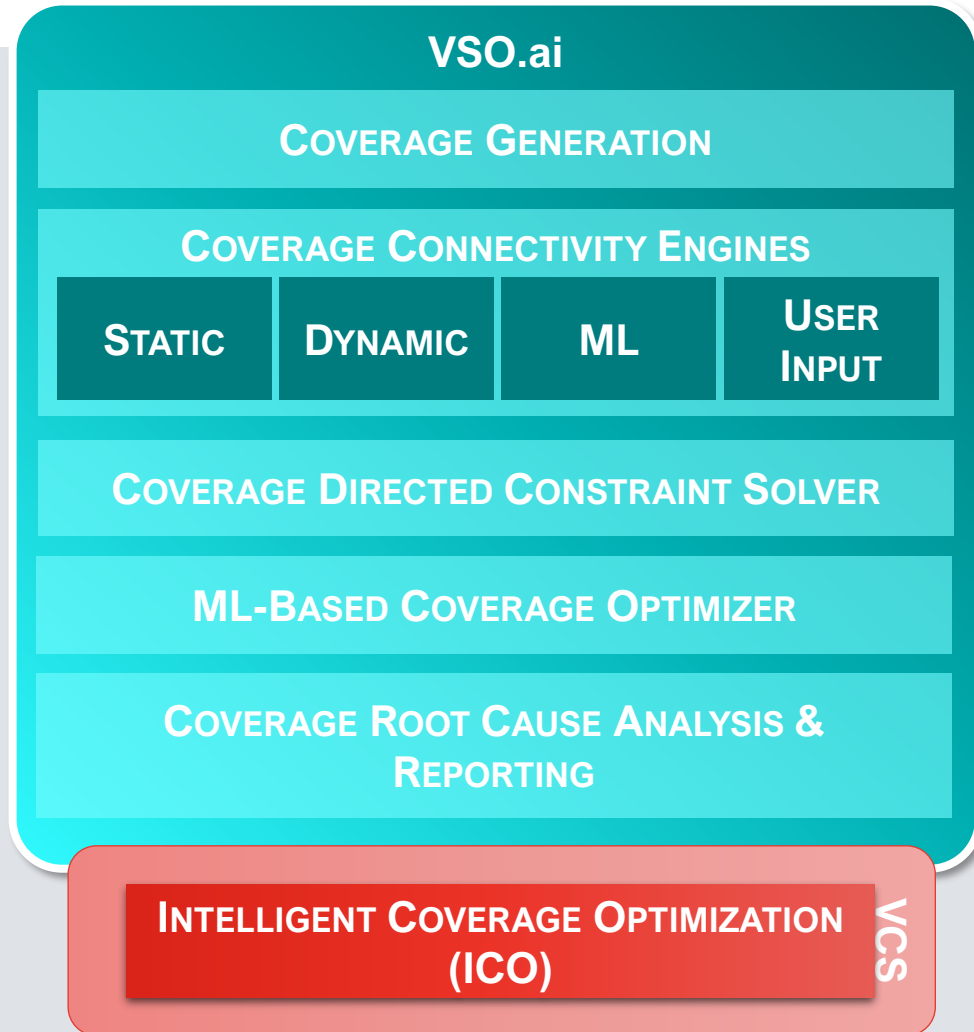 VSO.ai
COVERAGE GENERATION
COVERAGE CONNECTIVITY ENGINES
STATIC
DYNAMIC
ML
USER
INPUT
COVERAGE DIRECTED CONSTRAINT SOLVER
ML-BASED COVERAGE OPTIMIZER
COVERAGE ROOT CAUSE ANALYSIS &
REPORTING
INTELLIGENT COVERAGE OPTIMIZATION
(ICO)
VCS